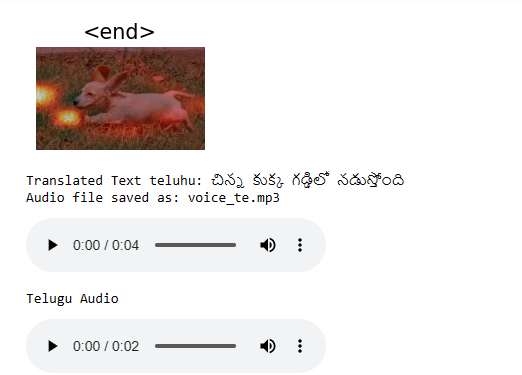 <end>
Translated Text teluhu: చిన్న కుక్క గడ్డిలో నడుస్తోంది
Audio file saved as: voice_te.mp3
0:00 / 0:04
Telugu Audio
0:00 / 0:02